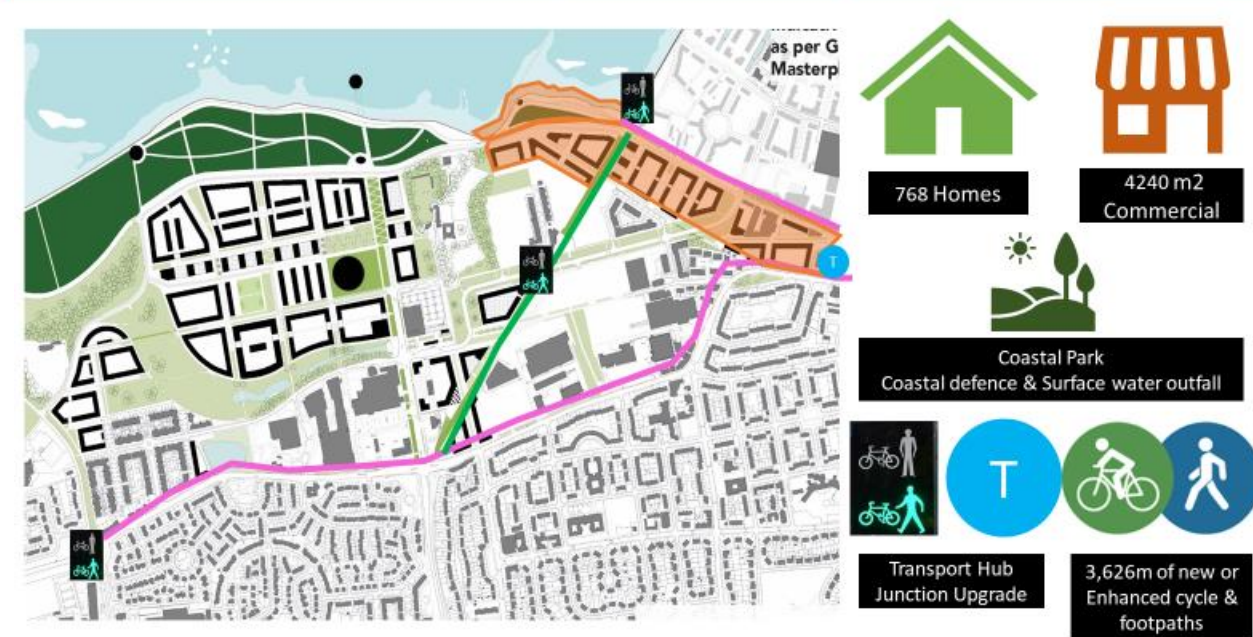 as per G
Masterp
T
768 Homes
4240 m2
Commercial
Coastal Park
Coastal defence & Surface water outfall
T
Transport Hub
Junction Upgrade
3,626m of new or
Enhanced cycle &
footpaths